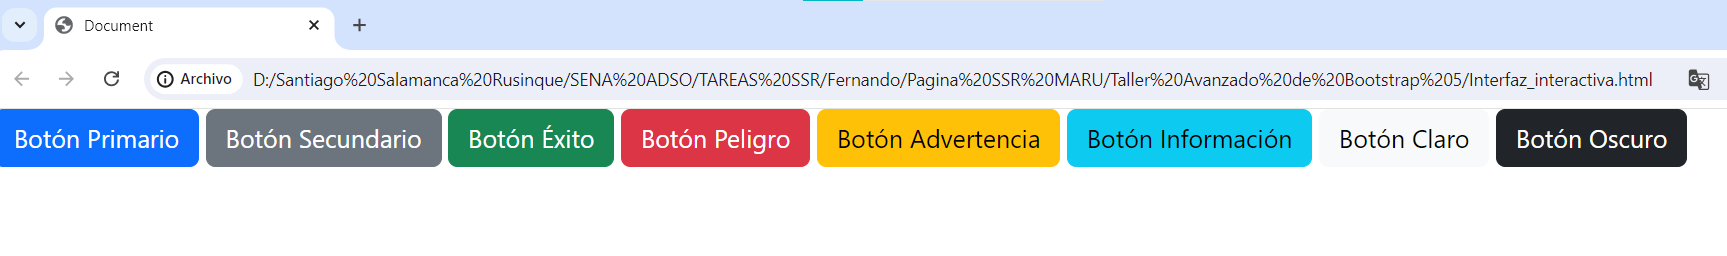 Document
Archivo D:/Santiago%20Salamanca%20Rusinque/SENA%20ADSO/TAREAS%20SSR/Fernando/Pagina%20SSR%20MARU/Taller%20Avanzado%20de%20Bootstrap%205/Interfaz_interactiva.html
Botón Primario Botón Secundario Botón Éxito Botón Peligro Botón Advertencia Botón Información Botón Claro Botón Oscuro